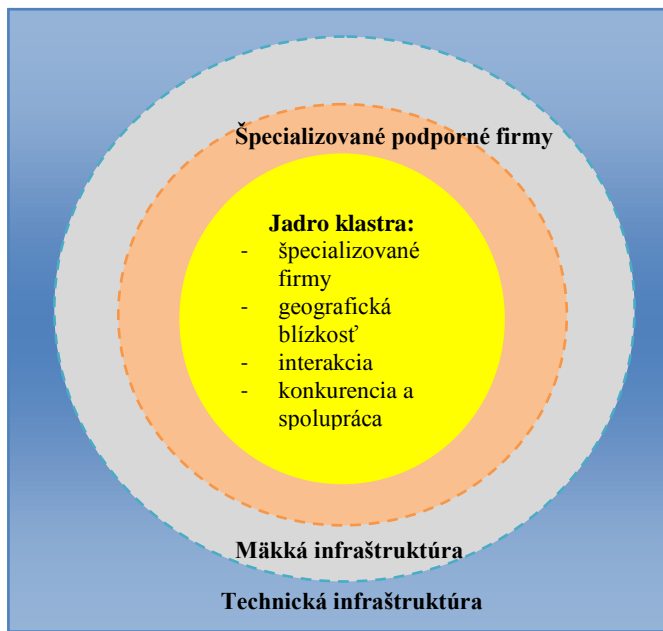 Špecializované podporné firmy
Jadro klastra:
- špecializované
firmy
- geografická
blízkosť
- interakcia
- konkurencia a
spolupráca
Mäkká infraštruktúra
Technická infraštruktúra